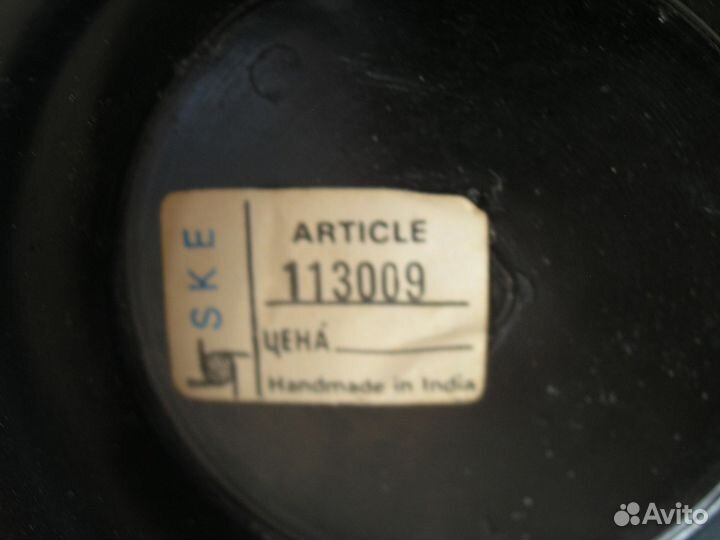 SKE
ARTICLE
113009
ЦЕНА́
Handmade in India
Avito